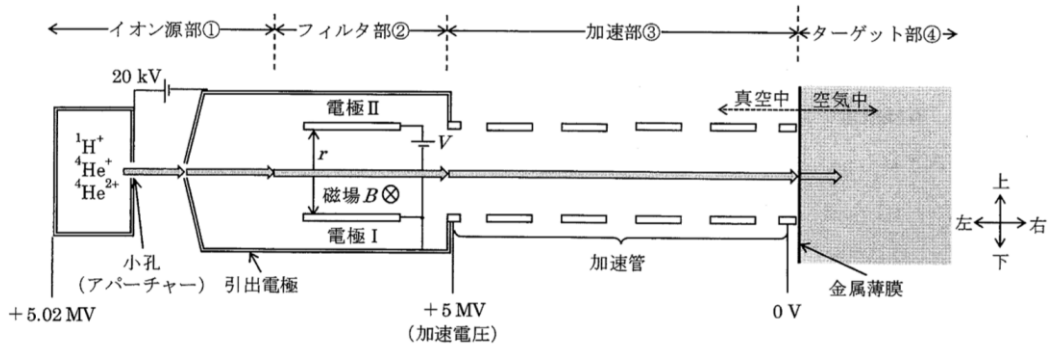 イオン源部①
フィルタ部②
加速部③
ターゲット部④
20 kV
電極Ⅱ
真空中
空気中
¹H⁺
⁴He⁺
⁴He²⁺
r
V
磁場B⊗
電極Ⅰ
上
左
右
下
小孔
(アパーチャー)
引出電極
加速管
金属薄膜
+5.02 MV
+5 MV
(加速電圧)
0 V